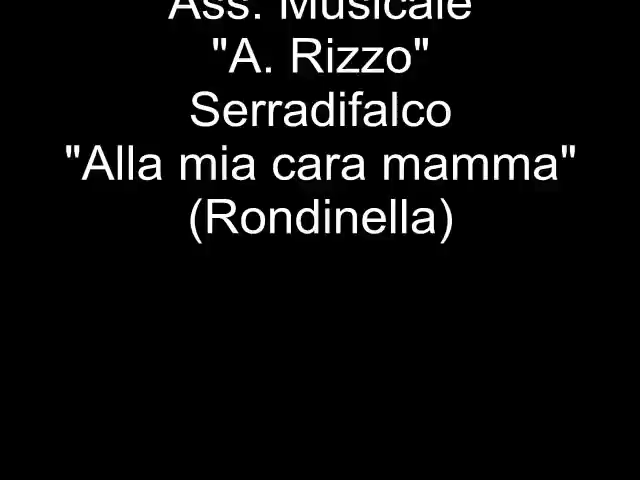 Ass. Musicale
"A. Rizzo"
Serradifalco
"Alla mia cara mamma"
(Rondinella)